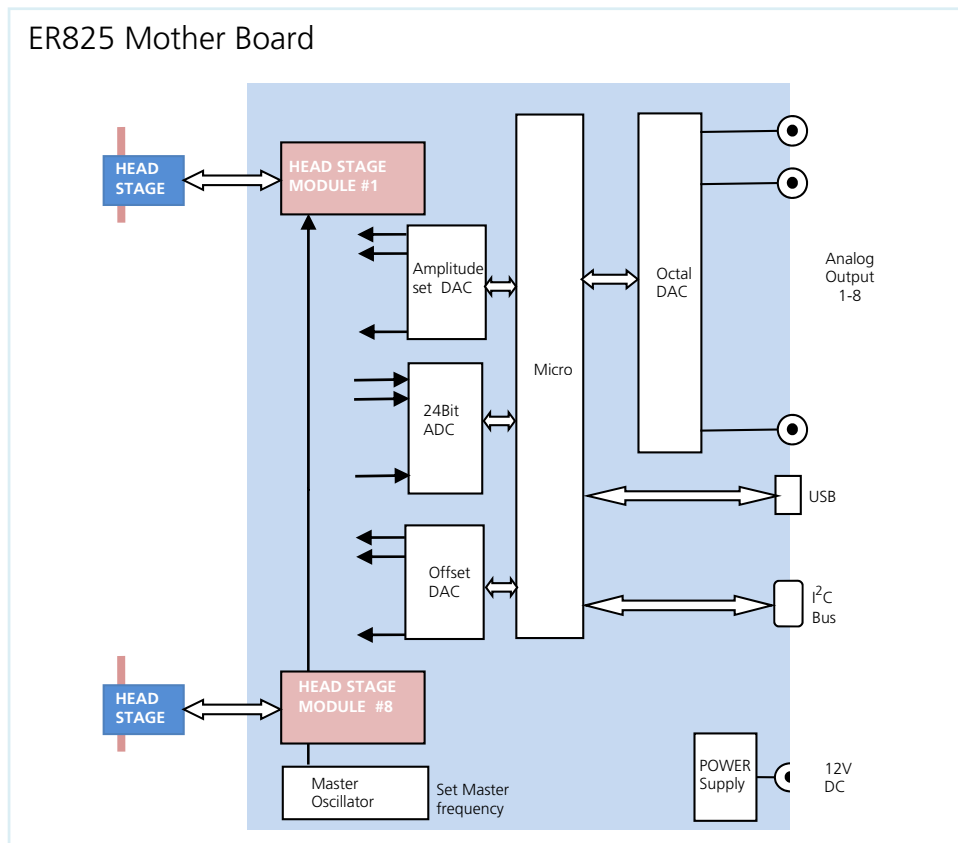 ER825 Mother Board
HEAD
STAGE
HEAD STAGE
MODULE #1
Amplitude
set DAC
Octal
DAC
Analog
Output
1-8
Micro
24Bit
ADC
USB
Offset
DAC
I²C
Bus
HEAD
STAGE
HEAD STAGE
MODULE #8
Master
Oscillator
Set Master
frequency
POWER
Supply
12V
DC